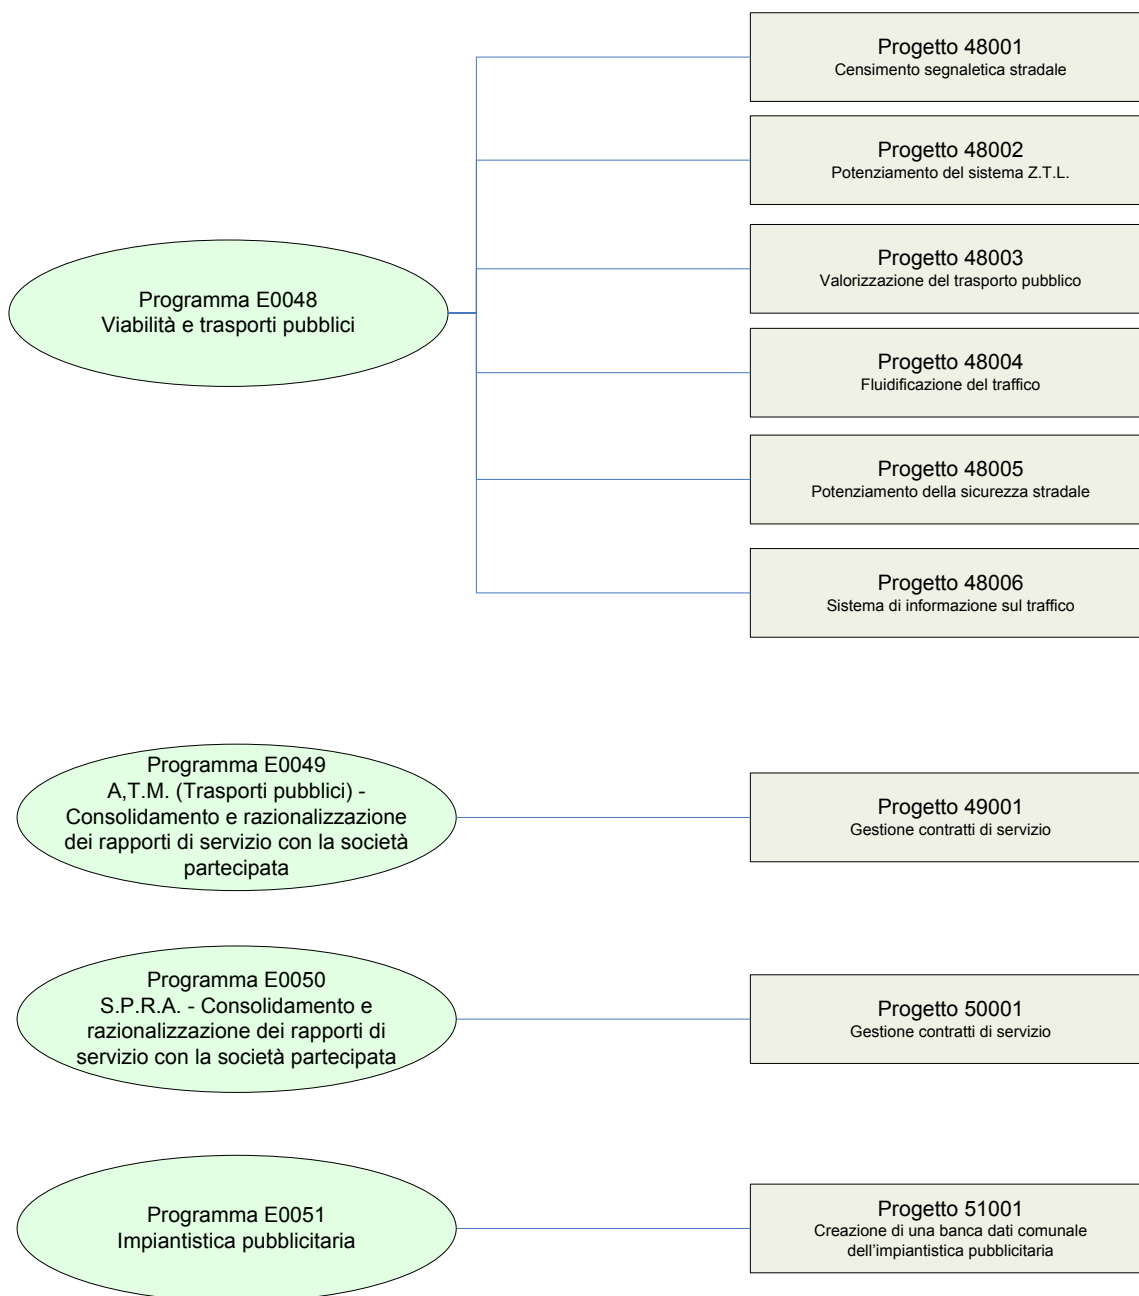 Progetto 48001
Censimento segnaletica stradale
Progetto 48002
Potenziamento del sistema Z.T.L.
Progetto 48003
Valorizzazione del trasporto pubblico
Programma E0048
Viabilità e trasporti pubblici
Progetto 48004
Fluidificazione del traffico
Progetto 48005
Potenziamento della sicurezza stradale
Progetto 48006
Sistema di informazione sul traffico
Programma E0049
A,T.M. (Trasporti pubblici) -
Consolidamento e razionalizzazione
dei rapporti di servizio con la società
partecipata
Progetto 49001
Gestione contratti di servizio
Programma E0050
S.P.R.A. - Consolidamento e
razionalizzazione dei rapporti di
servizio con la società partecipata
Progetto 50001
Gestione contratti di servizio
Programma E0051
Impiantistica pubblicitaria
Progetto 51001
Creazione di una banca dati comunale
dell'impiantistica pubblicitaria